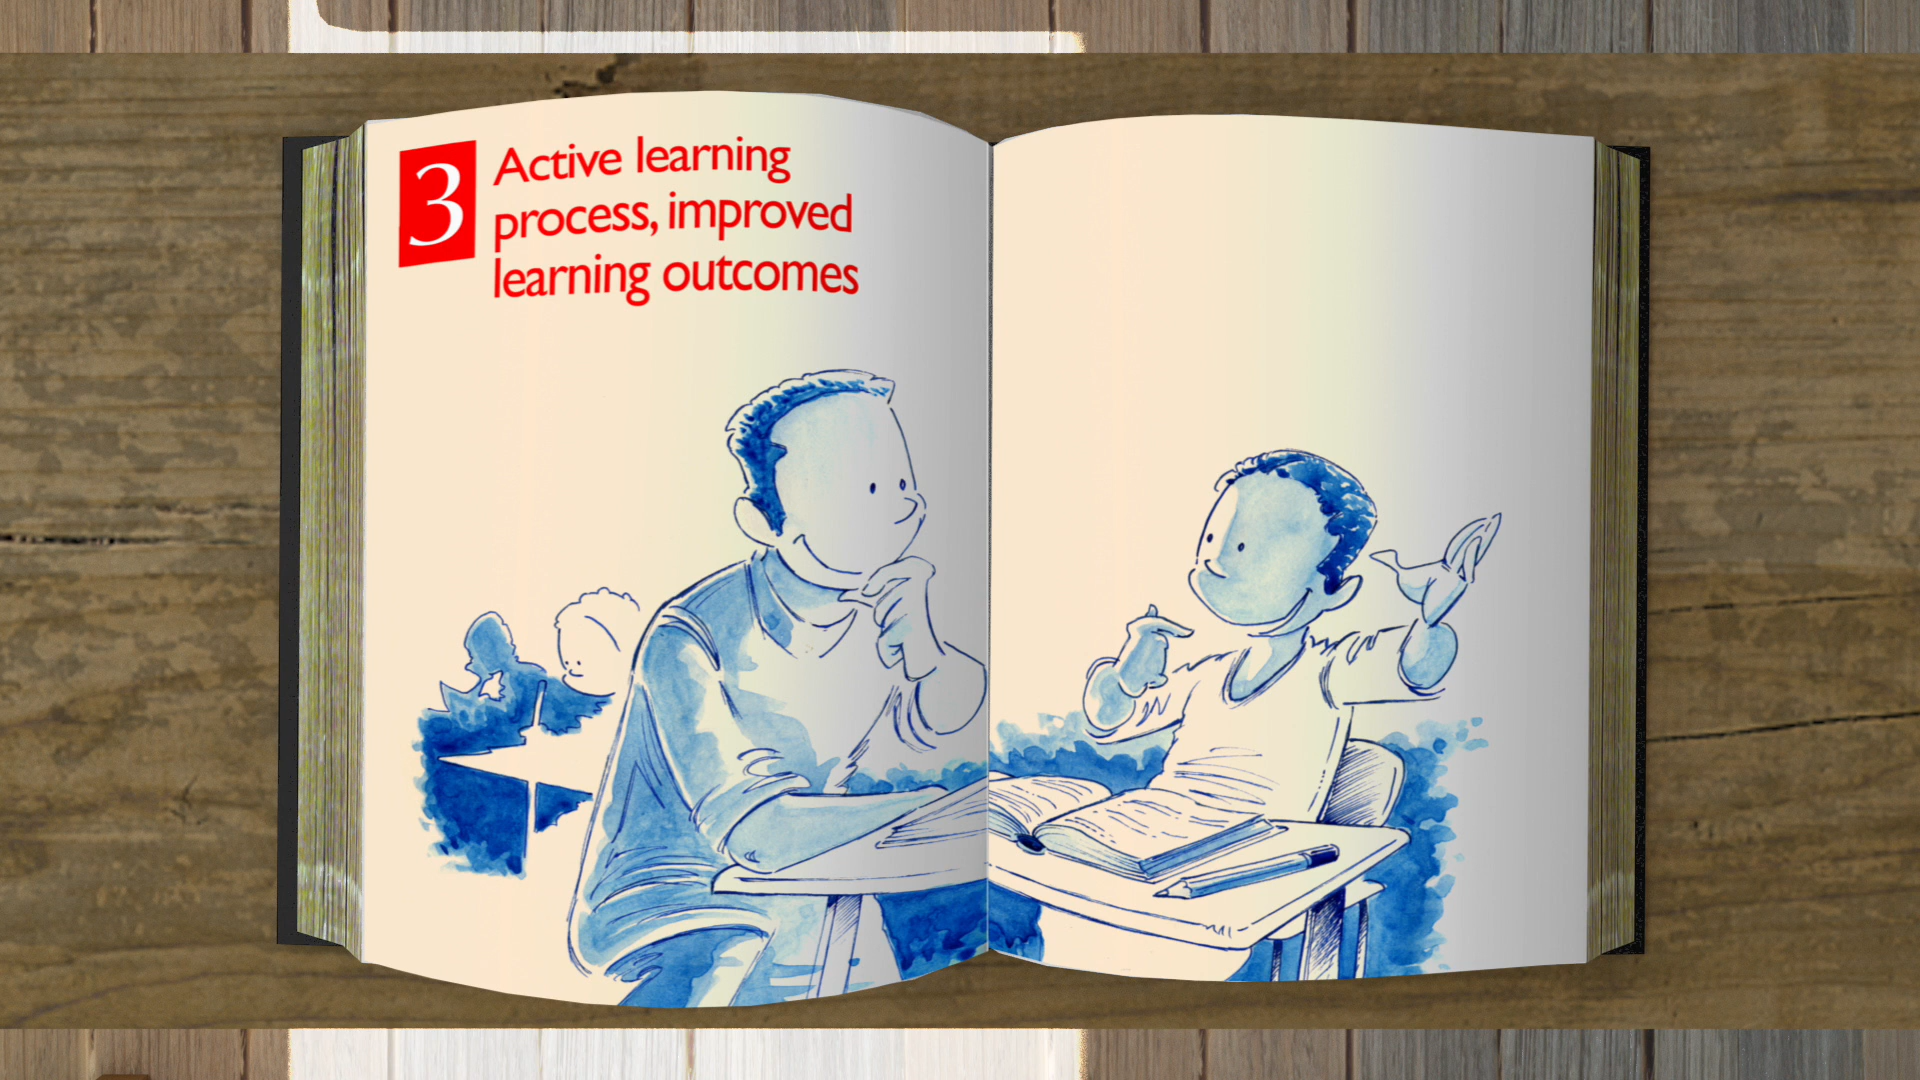 3
Active learning
process, improved
learning outcomes